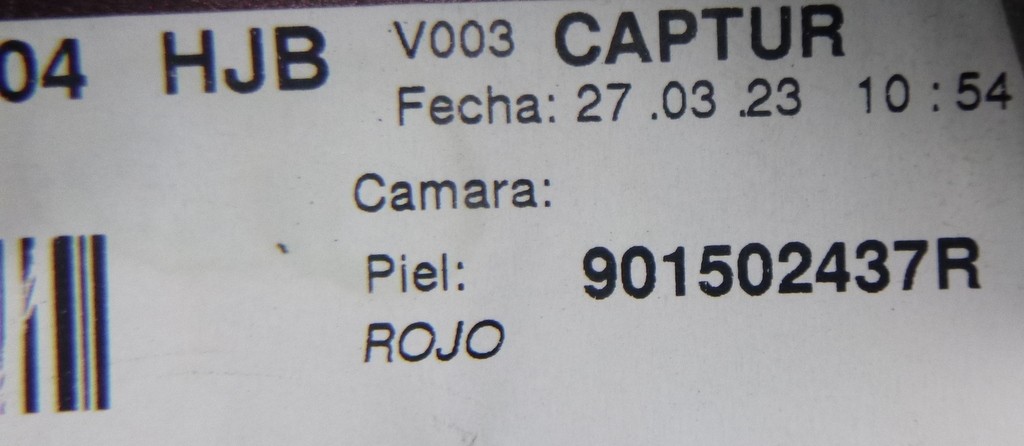 04 HJB V003 CAPTUR
Fecha: 27 .03 .23 10 : 54
Camara:
Piel: 901502437R
ROJO